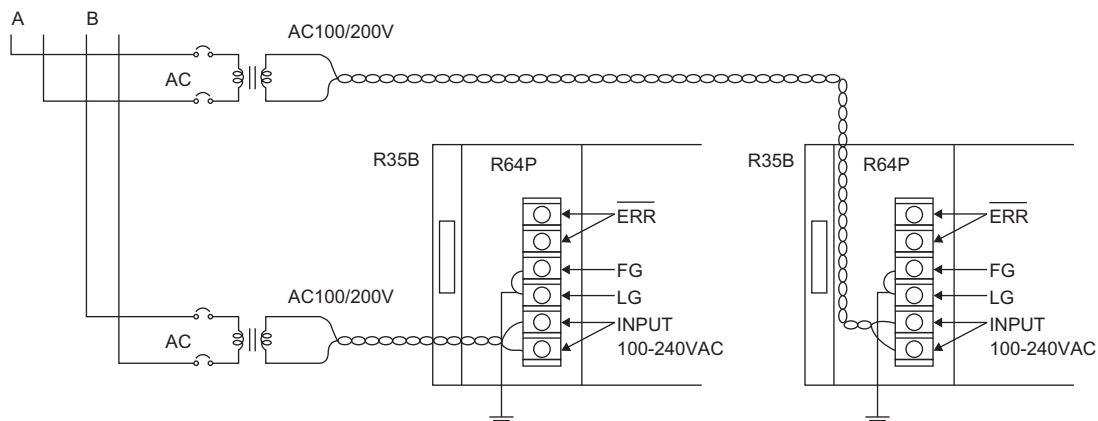 A B
AC100/200V
AC
R35B R64P
ERR
FG
LG
INPUT
100-240VAC
R35B R64P
ERR
FG
LG
INPUT
100-240VAC
AC100/200V
AC